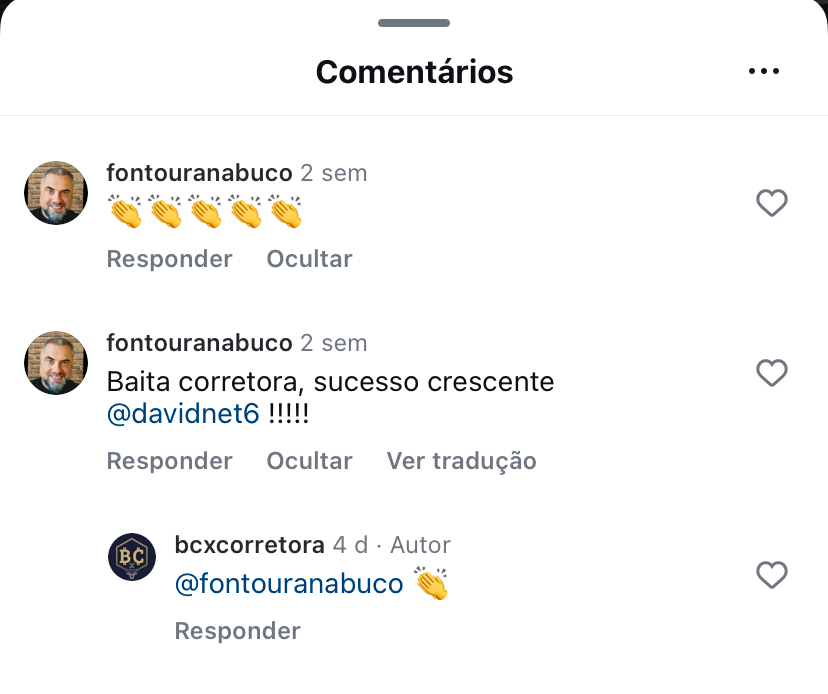 Comentários
fontouranabuco 2 sem
👏👏👏👏👏
Responder Ocultar
fontouranabuco 2 sem
Baita corretora, sucesso crescente
@davidnet6 !!!!!
Responder Ocultar Ver tradução
BC
bcxcorretora 4 d · Autor
@fontouranabuco 👏
Responder